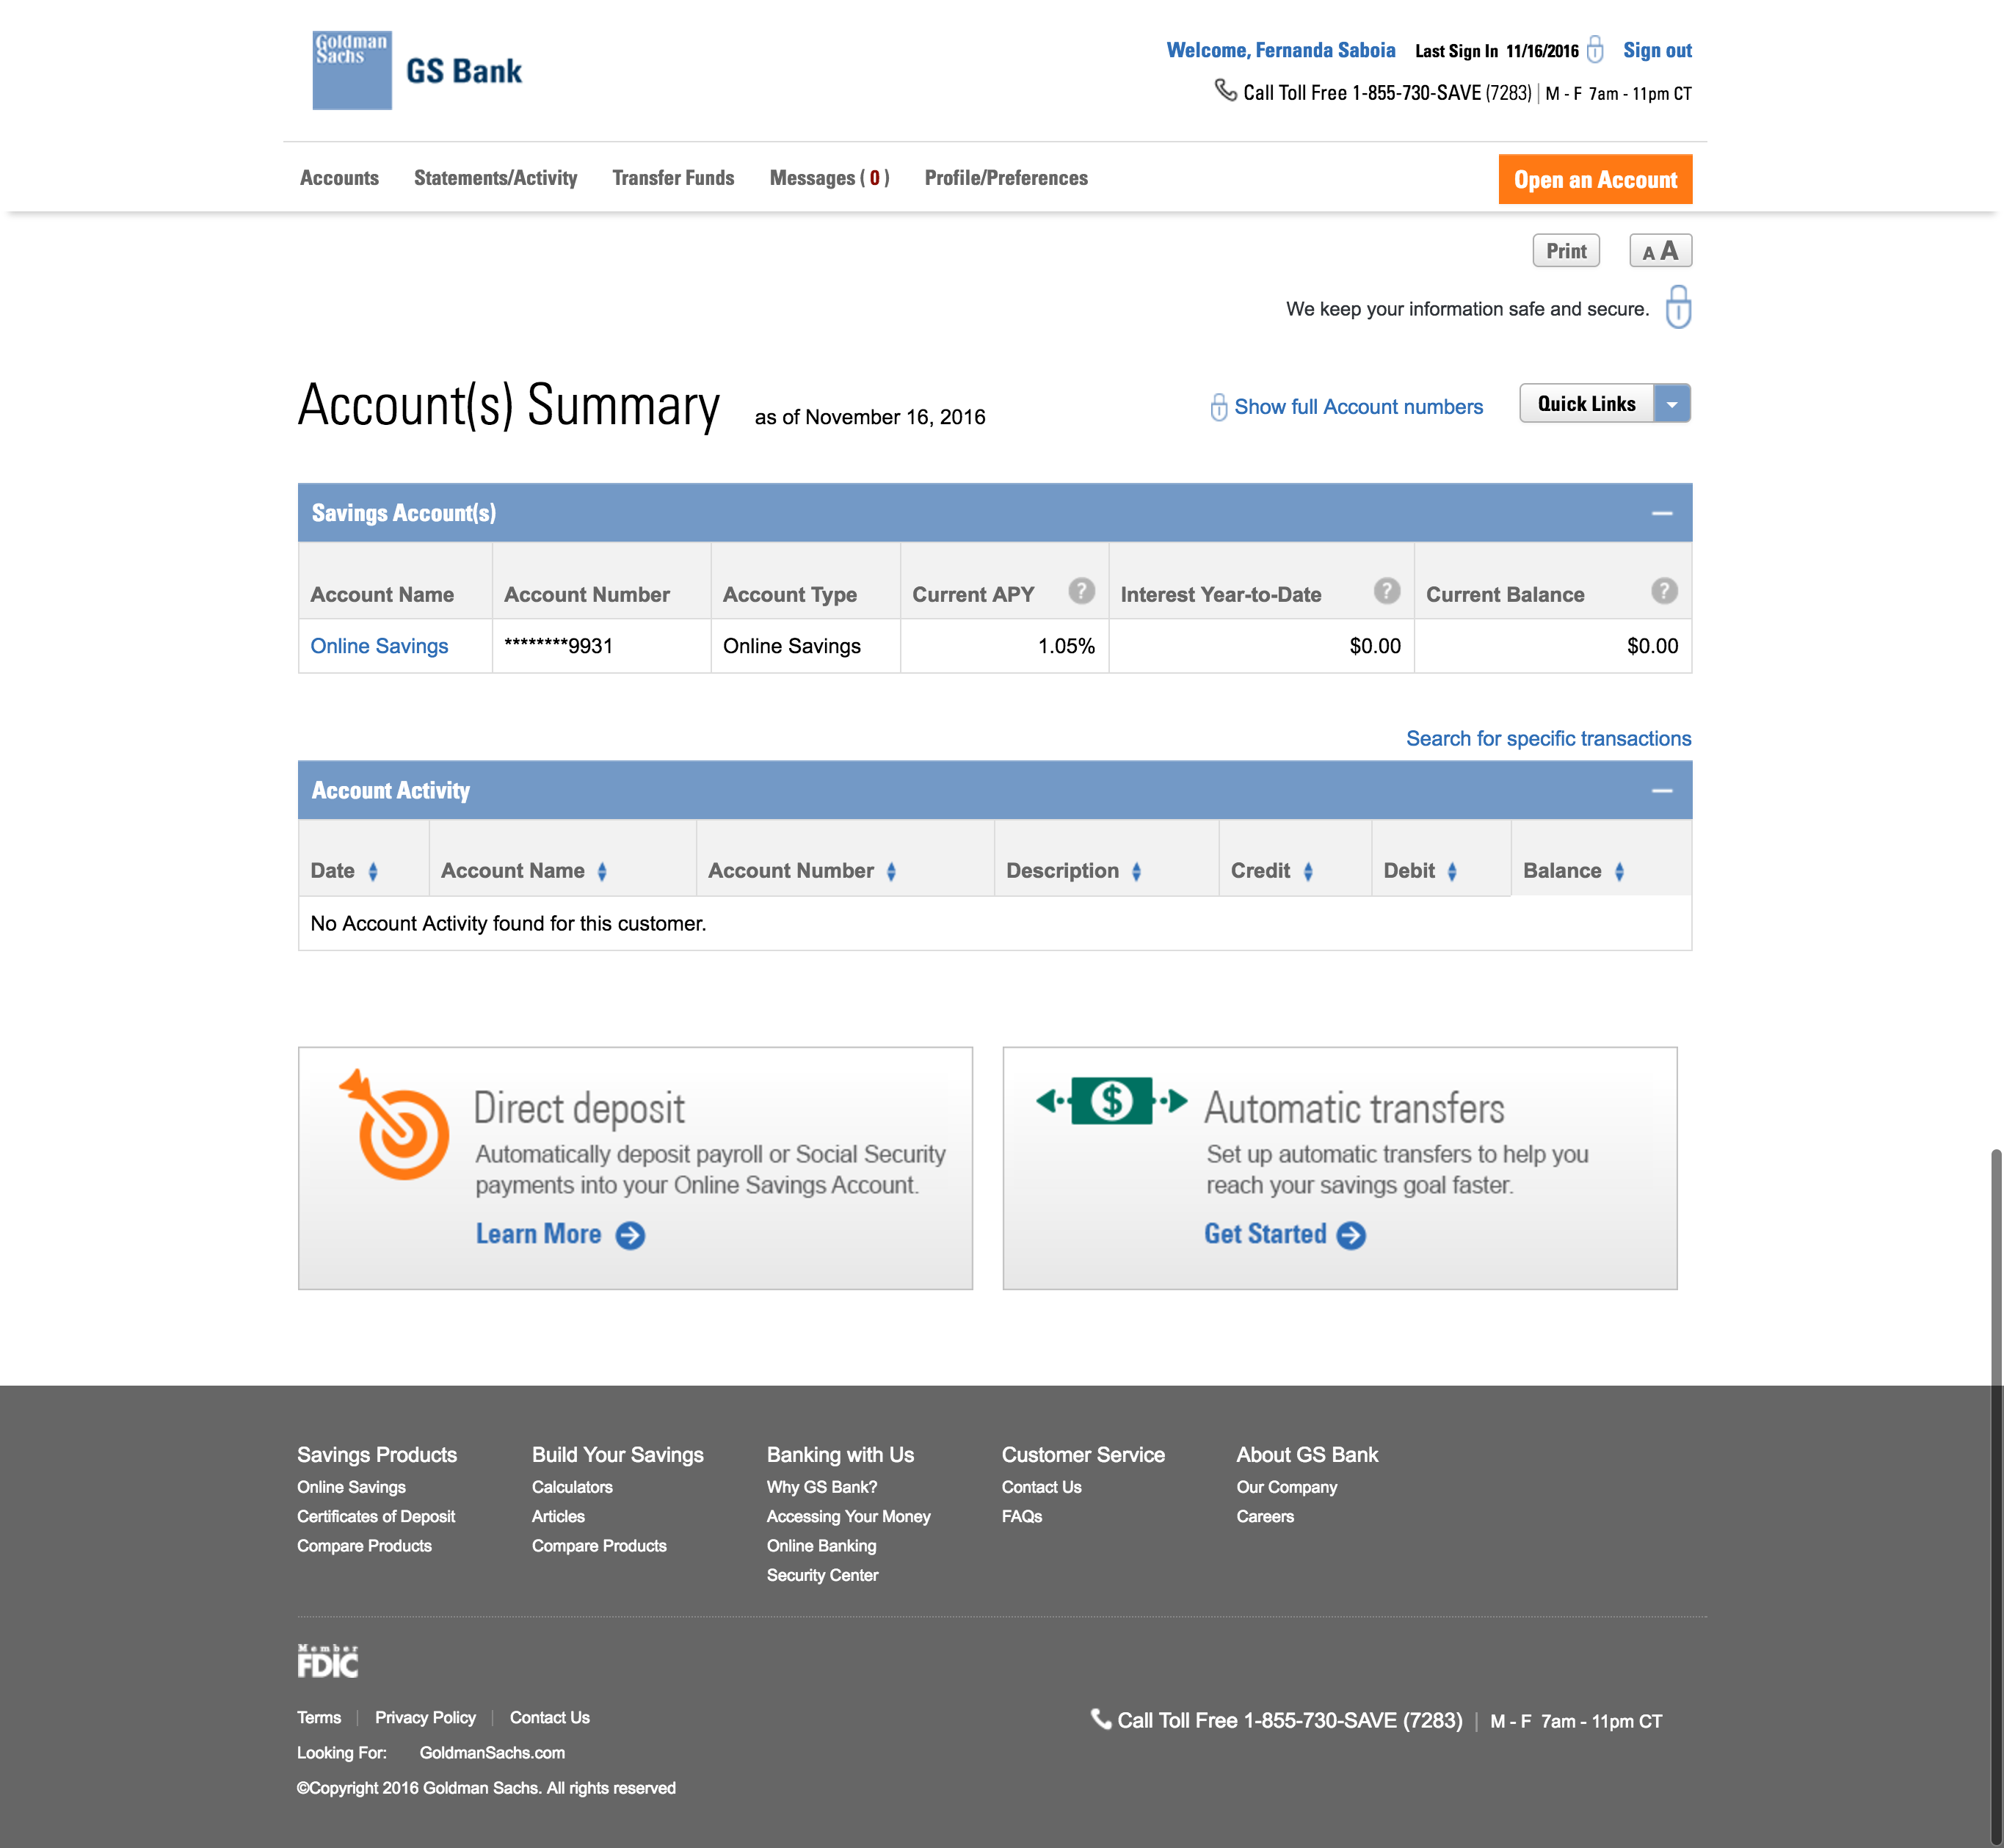 Goldman
Sachs
GS Bank
Welcome, Fernanda Saboia Last Sign In 11/16/2016 Sign out
Call Toll Free 1-855-730-SAVE (7283) | M - F 7am - 11pm CT
Accounts Statements/Activity Transfer Funds Messages ( 0 ) Profile/Preferences Open an Account
Print A A
We keep your information safe and secure.
Account(s) Summary as of November 16, 2016 Show full Account numbers Quick Links
Savings Account(s)
Account Name Account Number Account Type Current APY ? Interest Year-to-Date ? Current Balance ?
Online Savings ********9931 Online Savings 1.05% $0.00 $0.00
Search for specific transactions
Account Activity
Date Account Name Account Number Description Credit Debit Balance
No Account Activity found for this customer.
Direct deposit
Automatically deposit payroll or Social Security
payments into your Online Savings Account.
Learn More
$
Automatic transfers
Set up automatic transfers to help you
reach your savings goal faster.
Get Started
Savings Products Build Your Savings Banking with Us Customer Service About GS Bank
Online Savings Calculators Why GS Bank? Contact Us Our Company
Certificates of Deposit Articles Accessing Your Money FAQs Careers
Compare Products Compare Products Online Banking
Security Center
Member
FDIC
Terms | Privacy Policy | Contact Us
Call Toll Free 1-855-730-SAVE (7283) | M - F 7am - 11pm CT
Looking For: GoldmanSachs.com
©Copyright 2016 Goldman Sachs. All rights reserved